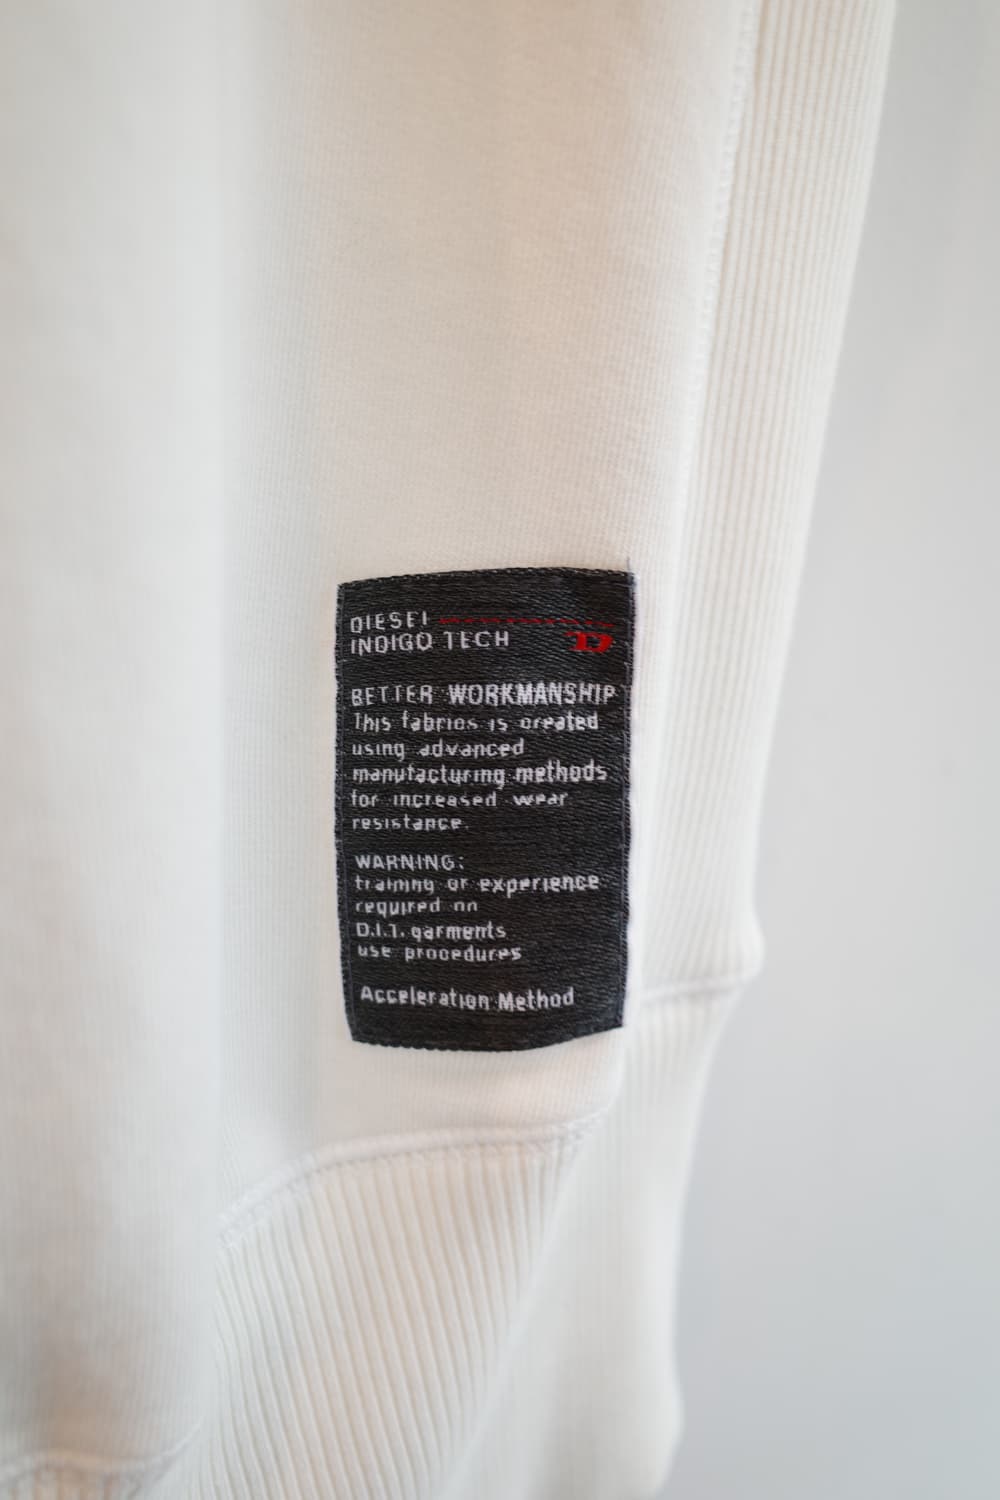 DIESEL
INDIGO TECH
D
BETTER WORKMANSHIP
This fabrics is created
using advanced
manufacturing methods
for increased wear
resistance.
WARNING:
training or experience
required on
D.I.T. garments
use procedures
Acceleration Method